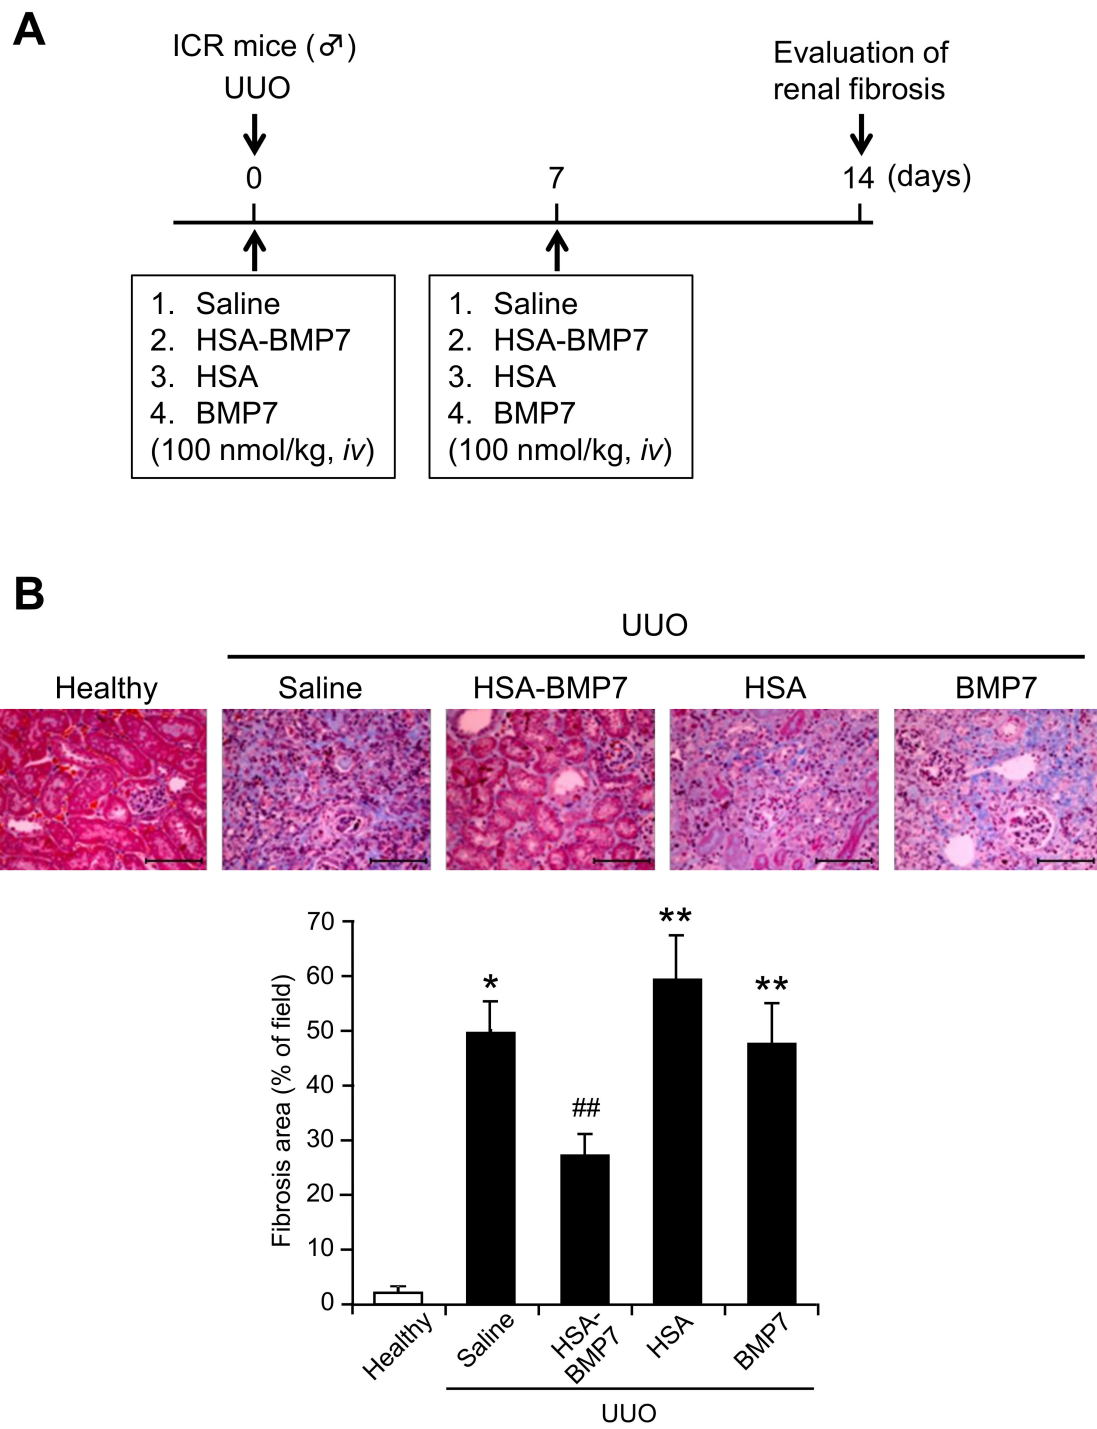 A
ICR mice (♂)
UUO
Evaluation of
renal fibrosis
0
7
14 (days)
1. Saline
2. HSA-BMP7
3. HSA
4. BMP7
(100 nmol/kg, iv)
1. Saline
2. HSA-BMP7
3. HSA
4. BMP7
(100 nmol/kg, iv)
B
UUO
Healthy
Saline
HSA-BMP7
HSA
BMP7
Fibrosis area (% of field)
70
60
50
40
30
20
10
0
*
##
**
**
Healthy
Saline
HSA-
BMP7
HSA
BMP7
UUO